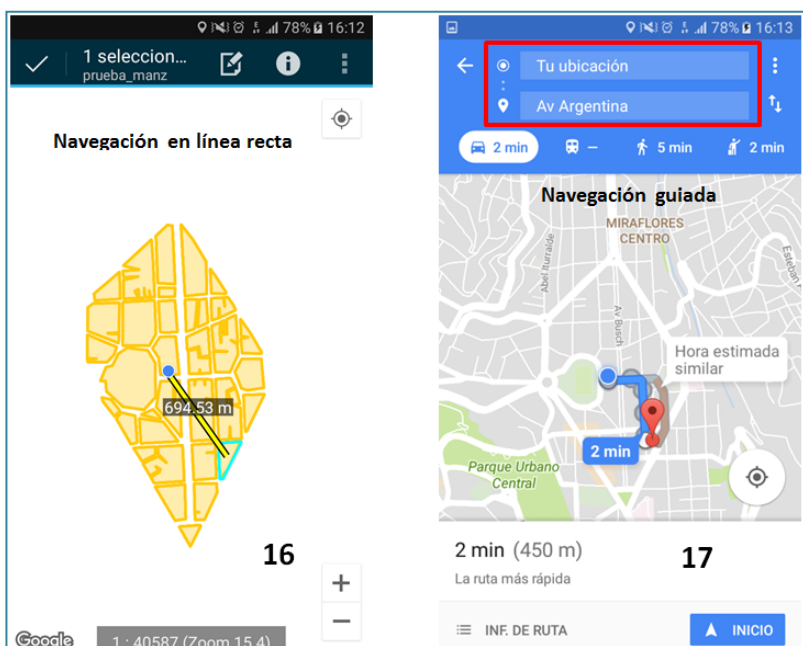 78% 16:12
1 seleccion...
prueba_manz
Navegación en línea recta
694.53 m
16
+
−
Google
1 : 40587 (Zoom 15.4)
78% 16:13
Tu ubicación
Av Argentina
2 min
–
5 min
2 min
Navegación guiada
MIRAFLORES
CENTRO
Abel Iturralde
Esteban
Av Busch
Hora estimada
similar
2 min
Parque Urbano
Central
2 min (450 m)
17
La ruta más rápida
INF. DE RUTA
INICIO